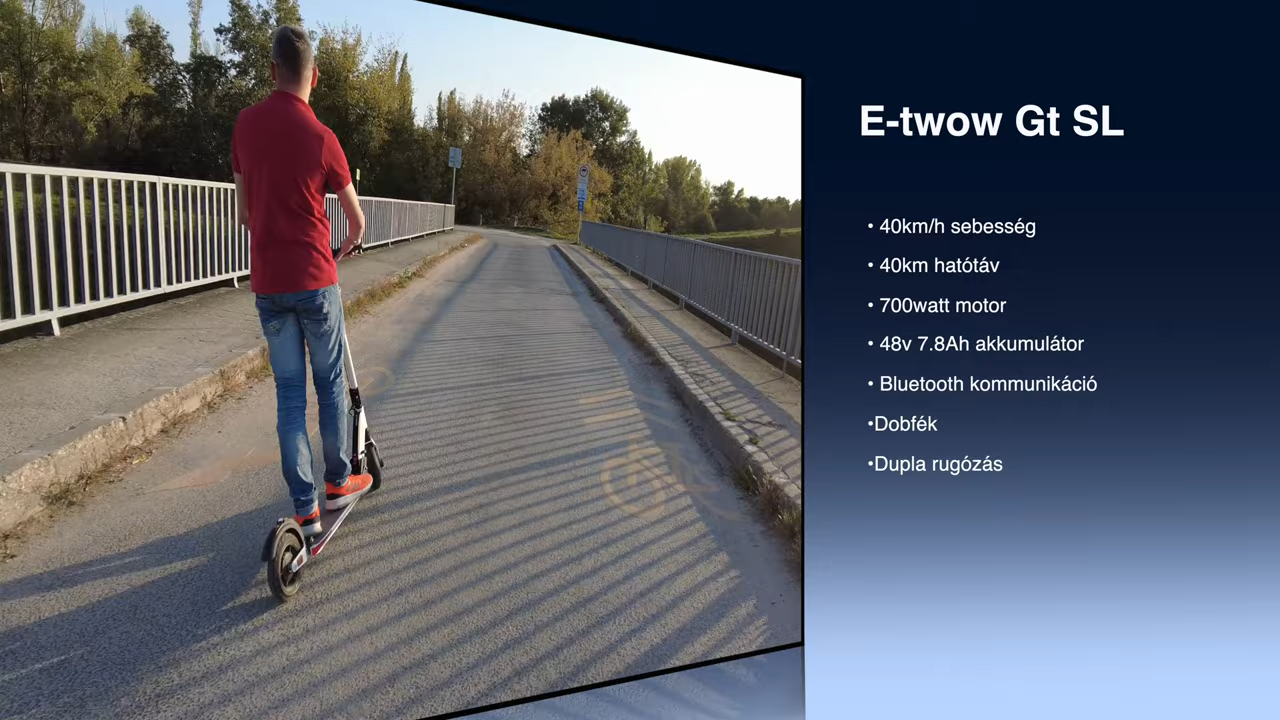 E-twow Gt SL
• 40km/h sebesség
• 40km hatótáv
• 700watt motor
• 48v 7.8Ah akkumulátor
• Bluetooth kommunikáció
•Dobfék
•Dupla rugózás